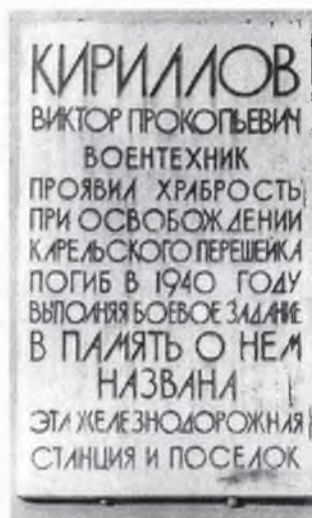 КИРИЛЛОВ
ВИКТОР ПРОКОПЬЕВИЧ
ВОЕНТЕХНИК
ПРОЯВИЛ ХРАБРОСТЬ
ПРИ ОСВОБОЖДЕНИИ
КАРЕЛЬСКОГО ПЕРЕШЕЙКА
ПОГИБ В 1940 ГОДУ
ВЫПОЛНЯЯ БОЕВОЕ ЗАДАНИЕ
В ПАМЯТЬ О НЕМ
НАЗВАНА
ЭТА ЖЕЛЕЗНОДОРОЖНАЯ
СТАНЦИЯ И ПОСЕЛОК